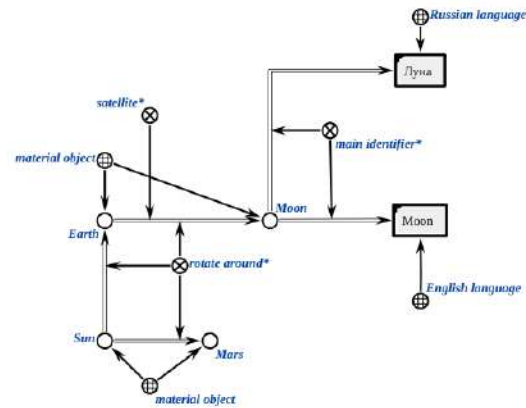 Russian language
Луна
satellite*
main identifier*
material object
Moon
Earth
Moon
rotate around*
English language
Sun
Mars
material object